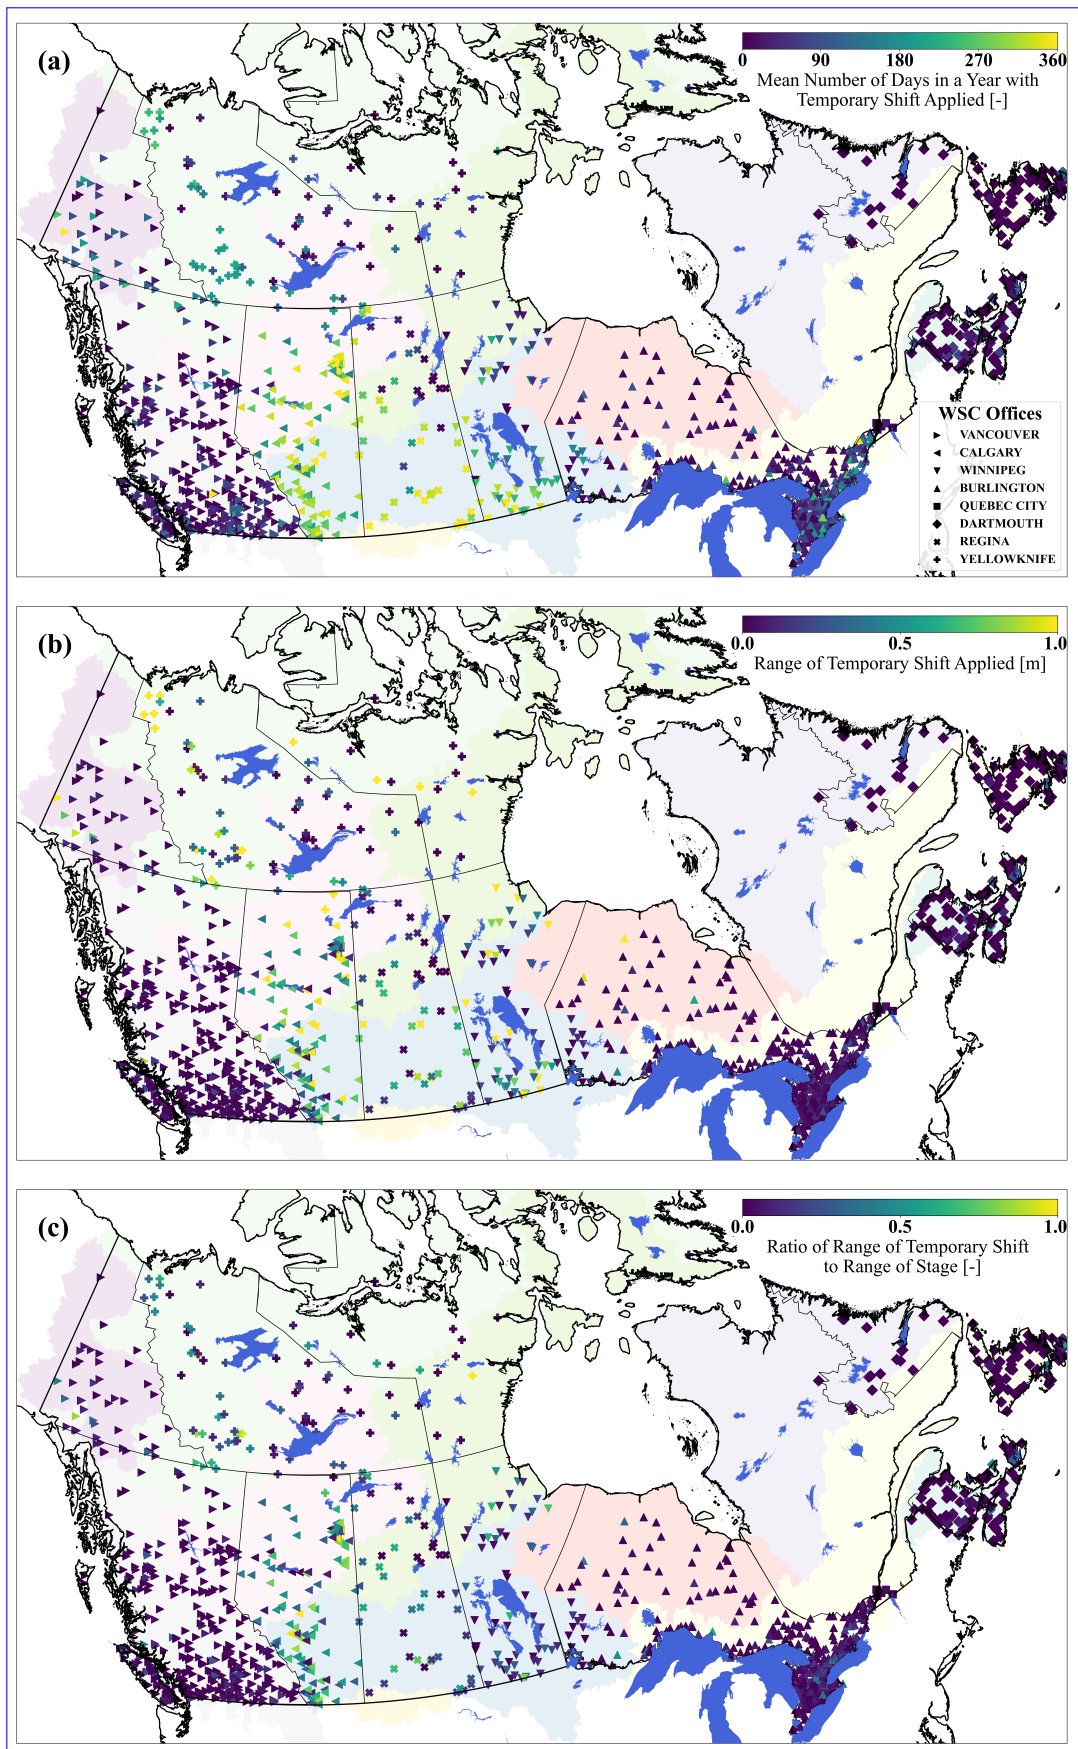 (a)
0 90 180 270 360
Mean Number of Days in a Year with
Temporary Shift Applied [-]
WSC Offices
VANCOUVER
CALGARY
WINNIPEG
BURLINGTON
QUEBEC CITY
DARTMOUTH
REGINA
YELLOWKNIFE
(b)
0.0 0.5 1.0
Range of Temporary Shift Applied [m]
(c)
0.0 0.5 1.0
Ratio of Range of Temporary Shift
to Range of Stage [-]